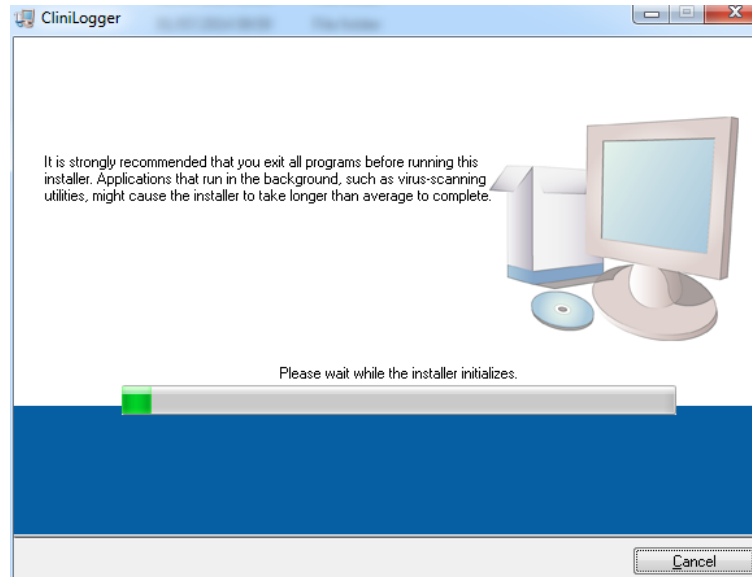 CliniLogger
It is strongly recommended that you exit all programs before running this
installer. Applications that run in the background, such as virus-scanning
utilities, might cause the installer to take longer than average to complete.
Please wait while the installer initializes.
Cancel